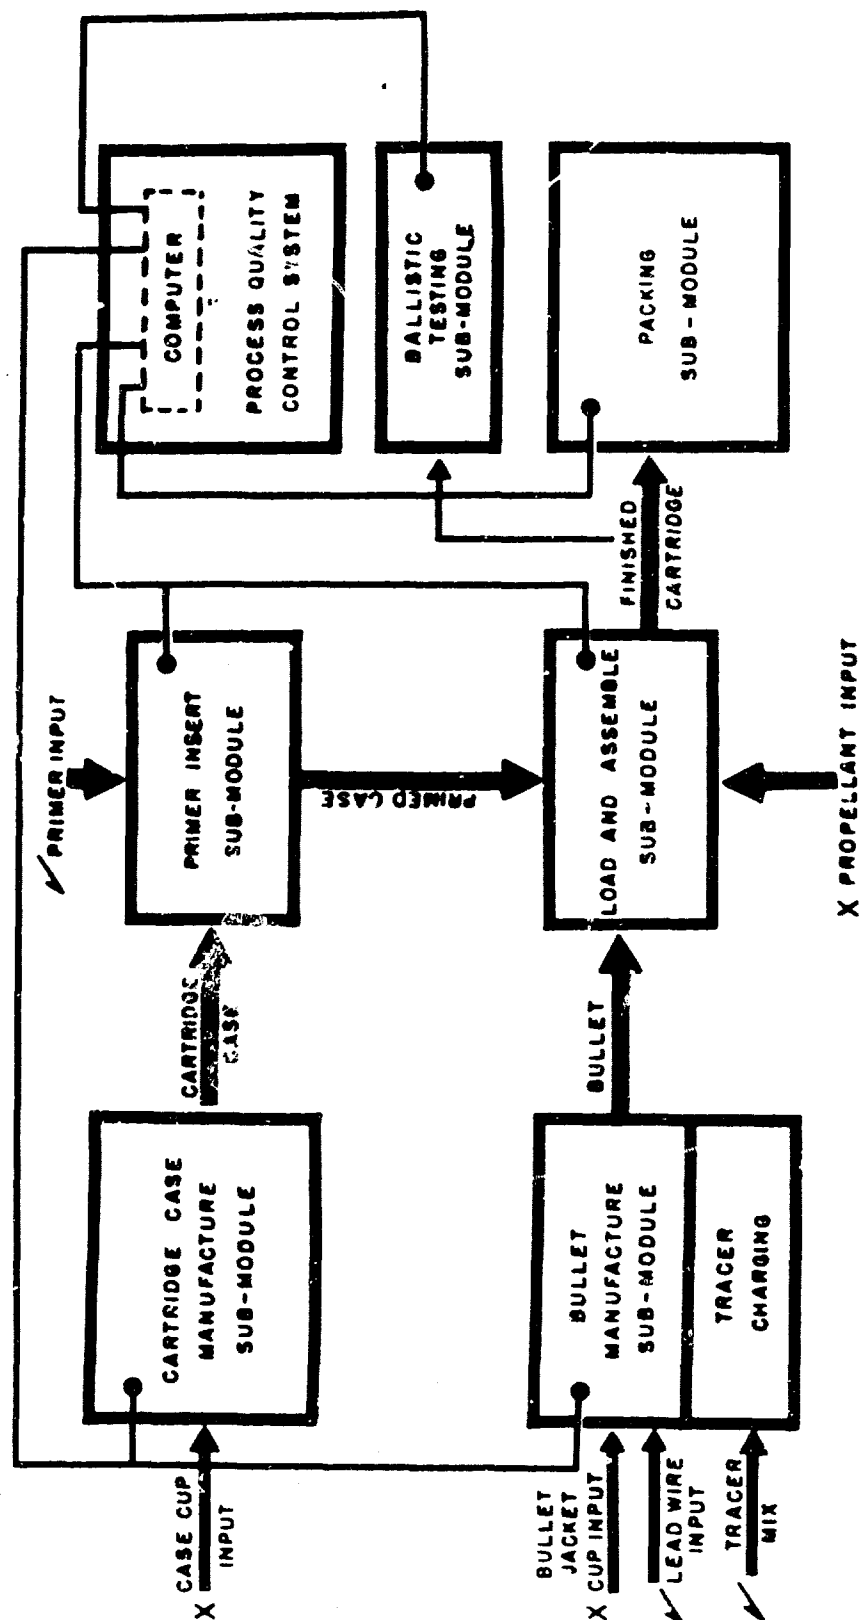 ✓ PRIMER INPUT
COMPUTER
PROCESS QUALITY
CONTROL SYSTEM
BALLISTIC
TESTING
SUB-MODULE
PACKING
SUB-MODULE
PRIMER INSERT
SUB-MODULE
PRIMED CASE
LOAD AND ASSEMBLE
SUB-MODULE
FINISHED
CARTRIDGE
X PROPELLANT INPUT
CARTRIDGE
CASE
BULLET
CARTRIDGE CASE
MANUFACTURE
SUB-MODULE
BULLET
MANUFACTURE
SUB-MODULE
TRACER
CHARGING
X CASE CUP
INPUT
BULLET
JACKET
X CUP INPUT
✓ LEAD WIRE
INPUT
✓ TRACER
MIX